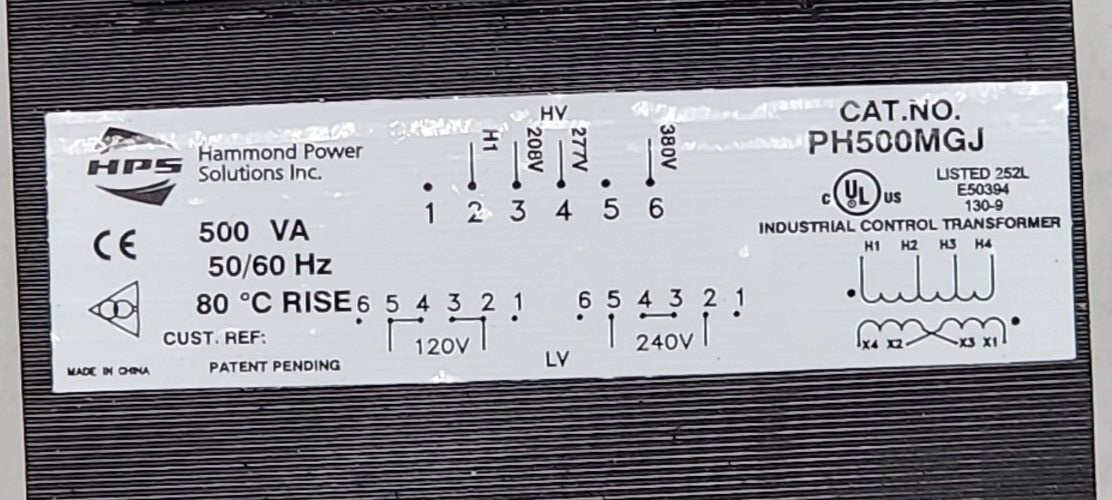 HPS
Hammond Power
Solutions Inc.
HV
H1 208V 277V 380V
1 2 3 4 5 6
CAT.NO.
PH500MGJ
c UL US
®
LISTED 252L
E50394
130-9
INDUSTRIAL CONTROL TRANSFORMER
H1 H2 H3 H4
X4 X2 X3 X1
CE
500 VA
50/60 Hz
80 °C RISE
6 5 4 3 2 1
120V
6 5 4 3 2 1
240V
LV
CUST. REF:
MADE IN CHINA
PATENT PENDING